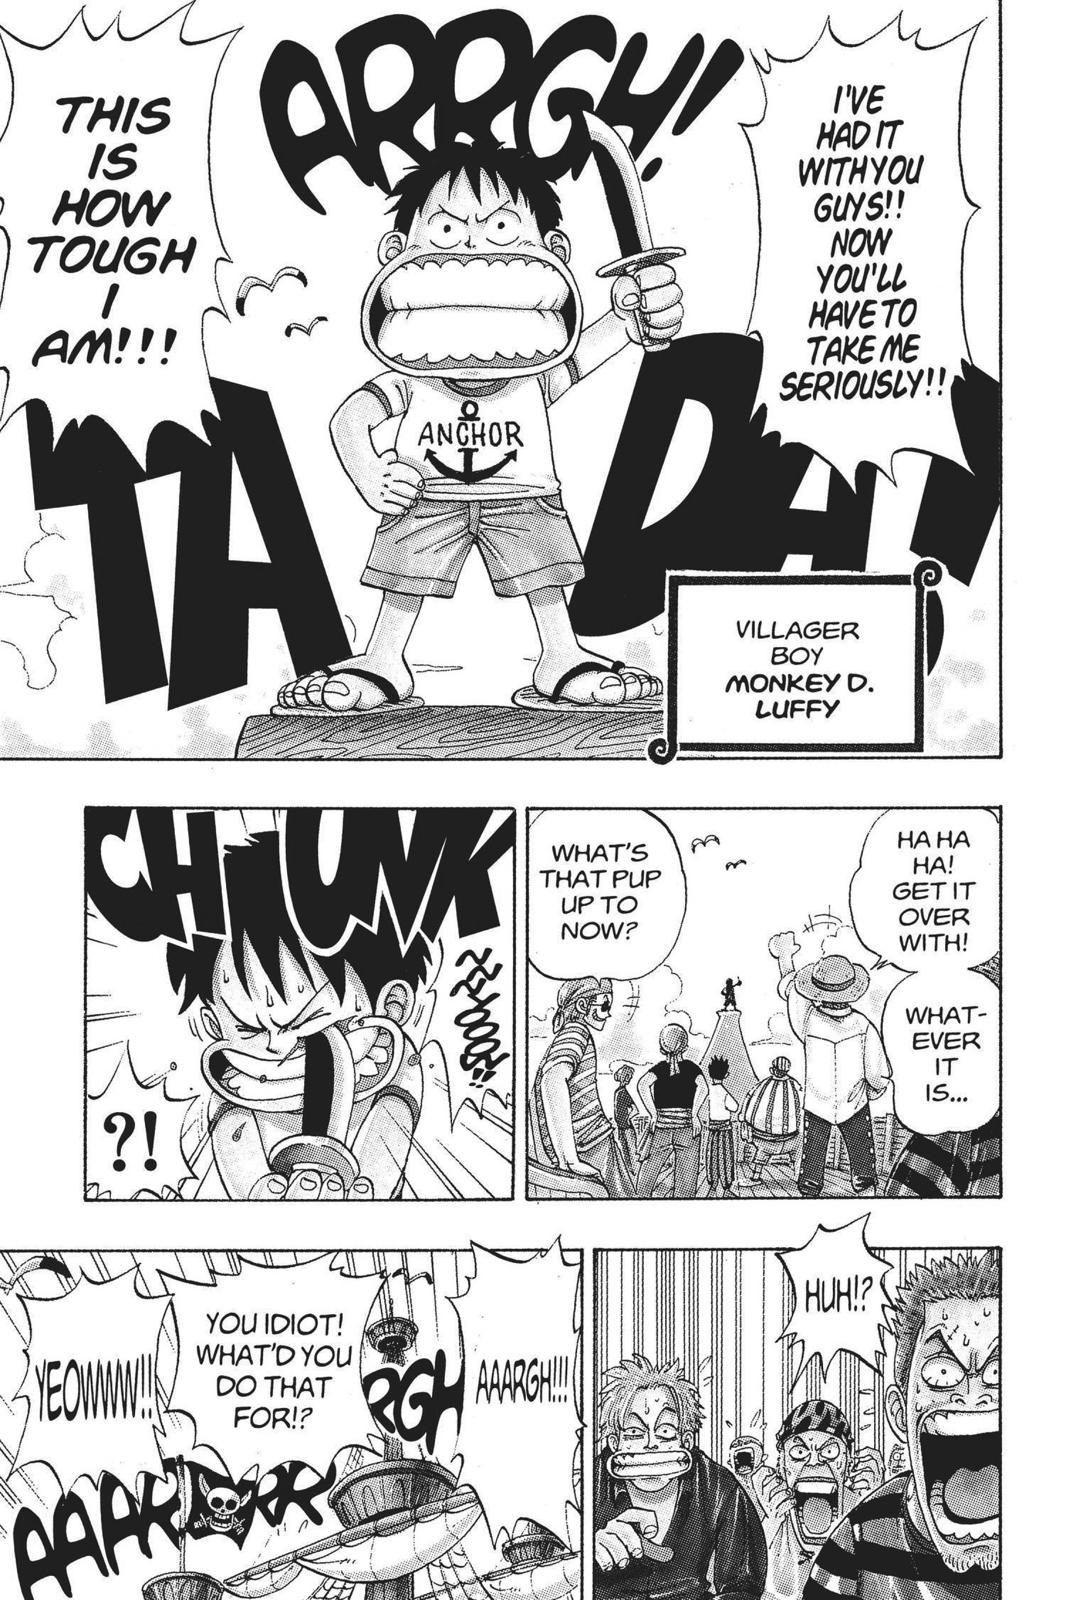 ARRGH!
I'VE
HAD IT
WITH YOU
GUYS!!
NOW
YOU'LL
HAVE TO
TAKE ME
SERIOUSLY!!
THIS
IS
HOW
TOUGH
I
AM!!!
TA DA!!
ANCHOR
VILLAGER
BOY
MONKEY D.
LUFFY
HA HA
HA!
GET IT
OVER
WITH!
WHAT-
EVER
IT
IS...
WHAT'S
THAT PUP
UP TO
NOW?
CHUNK
?!
HUH!?
AAARGH!!!
YOU IDIOT!
WHAT'D YOU
DO THAT
FOR!?
YEOWWW!!!